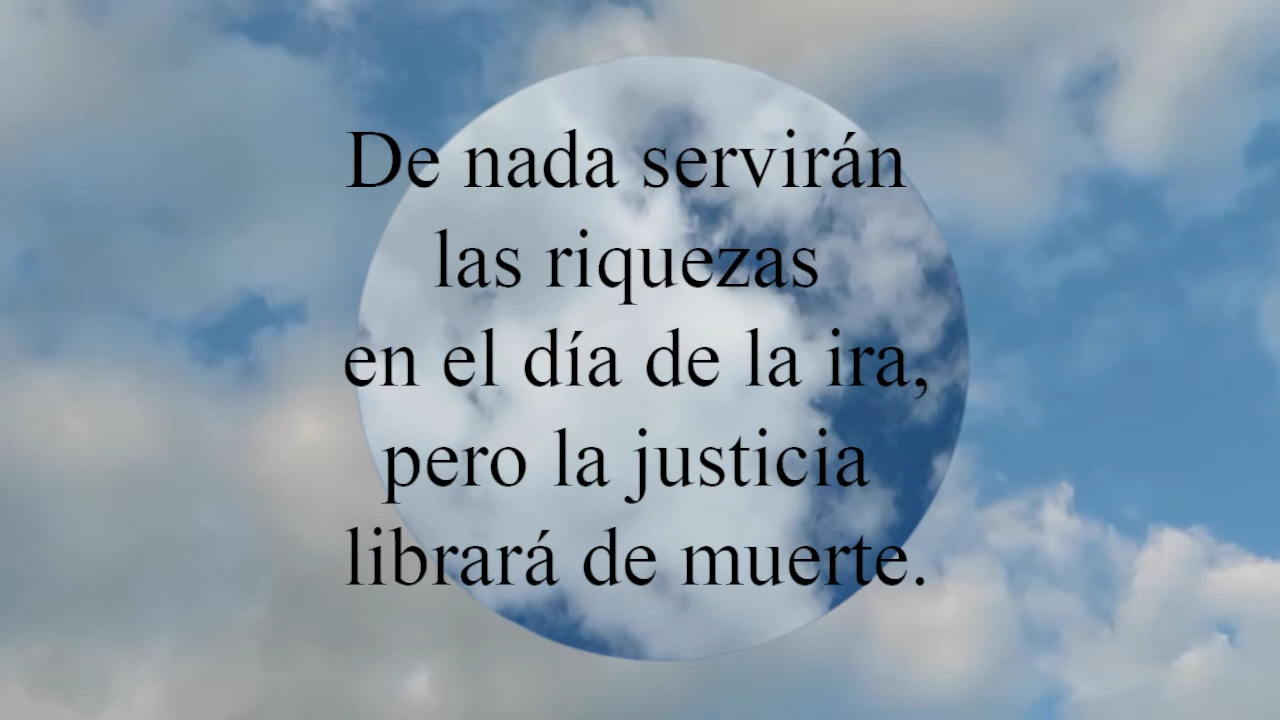 De nada servirán
las riquezas
en el día de la ira,
pero la justicia
librará de muerte.